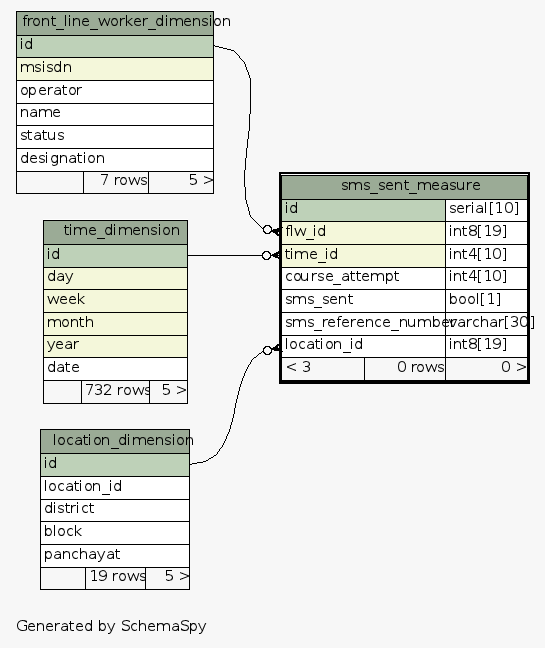 front_line_worker_dimension
id
msisdn
operator
name
status
designation
7 rows 5 >
time_dimension
id
day
week
month
year
date
732 rows 5 >
location_dimension
id
location_id
district
block
panchayat
19 rows 5 >
sms_sent_measure
id serial[10]
flw_id int8[19]
time_id int4[10]
course_attempt int4[10]
sms_sent bool[1]
sms_reference_number varchar[30]
location_id int8[19]
< 3 0 rows 0 >
Generated by SchemaSpy